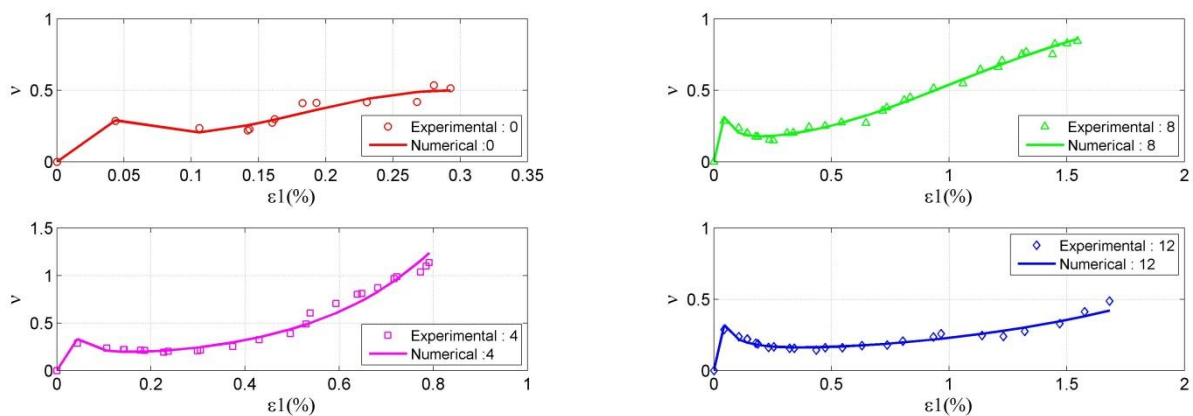 1
0.5
0
ν
0
0.05
0.1
0.15
0.2
0.25
0.3
0.35
ε1(%)
Experimental : 0
Numerical :0
1
0.5
0
ν
0
0.5
1
1.5
2
ε1(%)
Experimental : 8
Numerical : 8
1.5
1
0.5
0
ν
0
0.2
0.4
0.6
0.8
1
ε1(%)
Experimental : 4
Numerical :4
1
0.5
0
ν
0
0.5
1
1.5
2
ε1(%)
Experimental : 12
Numerical : 12